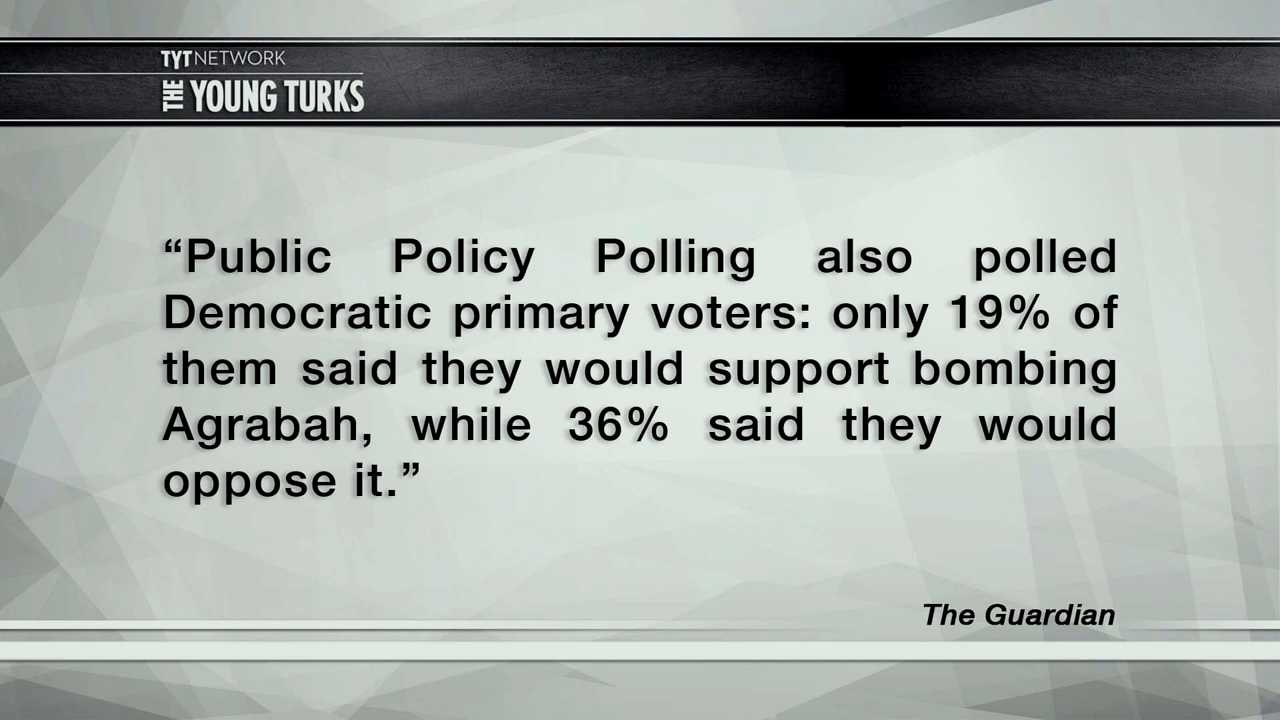 TYT NETWORK
THE YOUNG TURKS
“Public Policy Polling also polled
Democratic primary voters: only 19% of
them said they would support bombing
Agrabah, while 36% said they would
oppose it.”
The Guardian